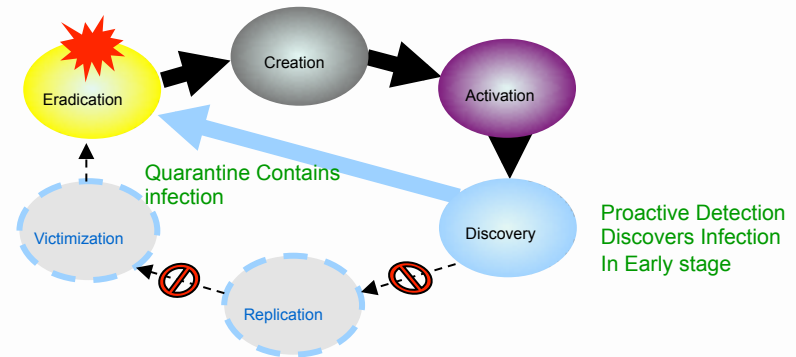 Creation
Eradication
Activation
Quarantine Contains
infection
Victimization
Discovery
Proactive Detection
Discovers Infection
In Early stage
Replication